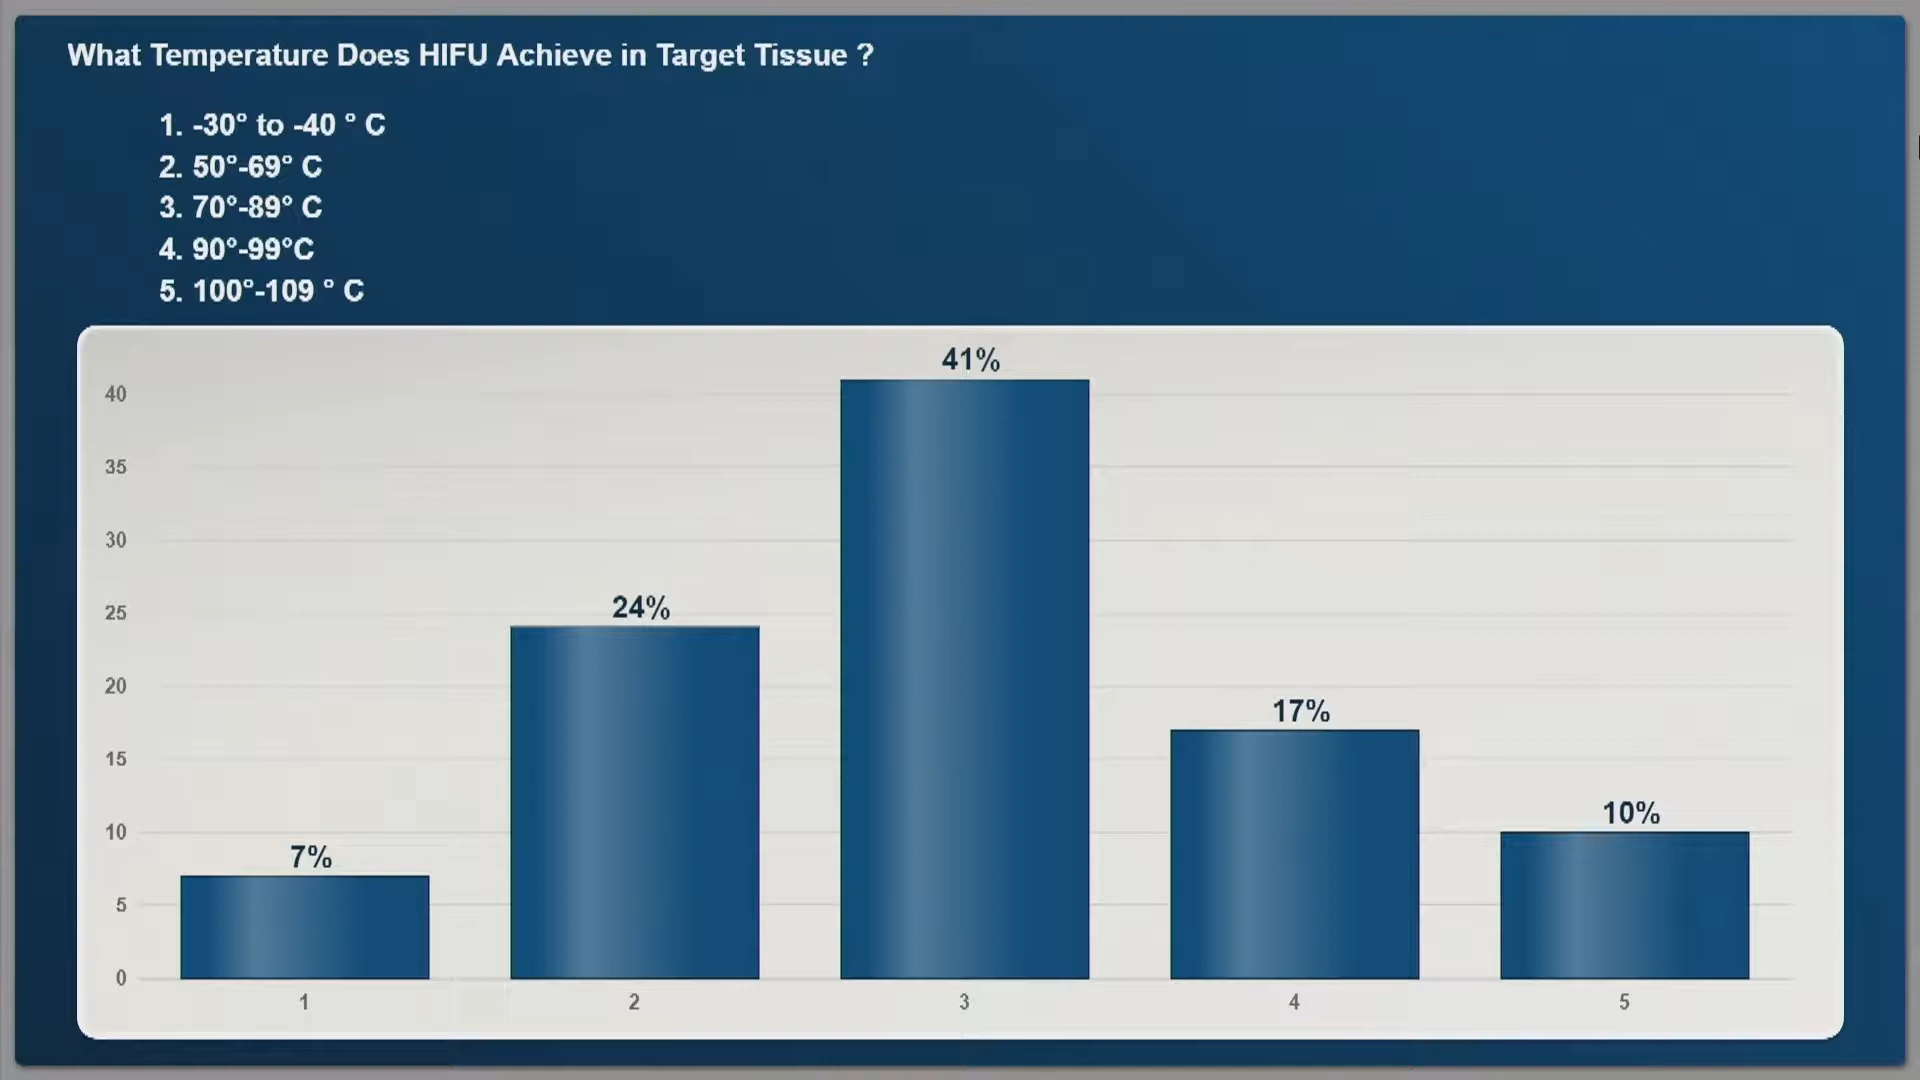 What Temperature Does HIFU Achieve in Target Tissue ?
1. -30° to -40 ° C
2. 50°-69° C
3. 70°-89° C
4. 90°-99°C
5. 100°-109 ° C
41%
40
35
30
24%
25
20
17%
15
10%
10
7%
5
0
1 2 3 4 5